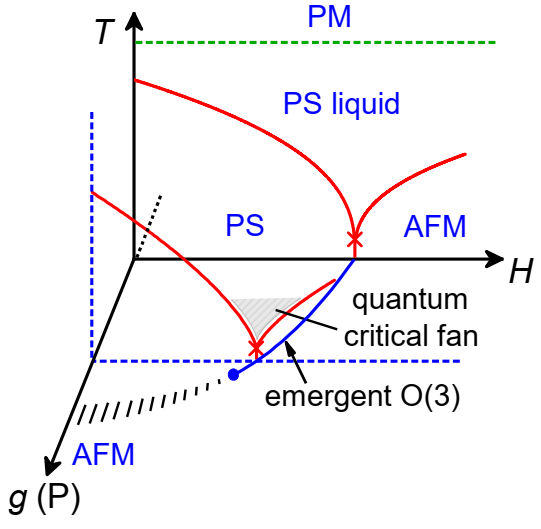 T
PM
PS liquid
PS
AFM
H
quantum
critical fan
emergent O(3)
AFM
g (P)